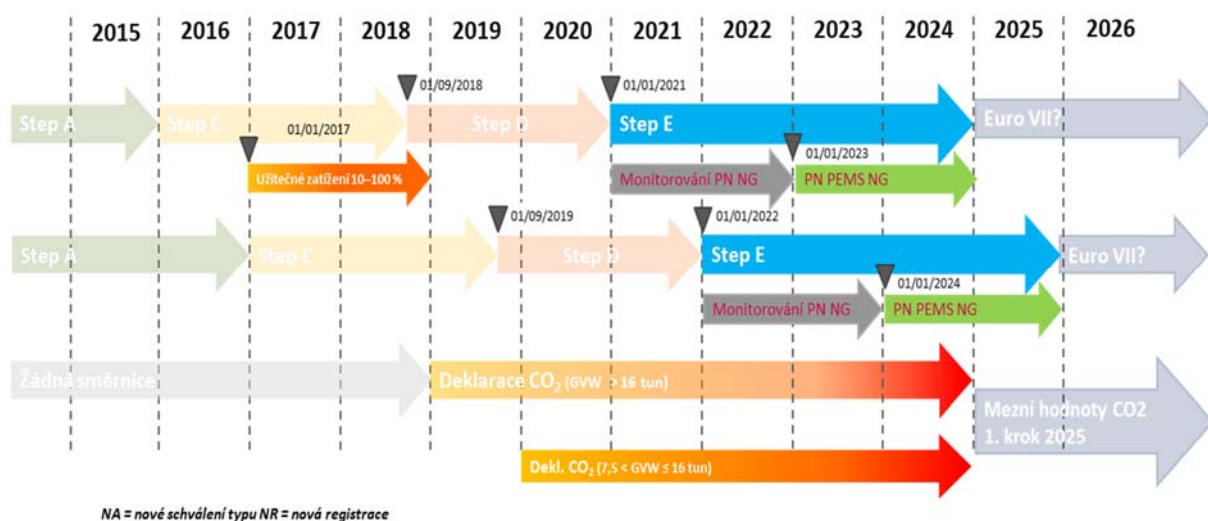 2015 2016 2017 2018 2019 2020 2021 2022 2023 2024 2025 2026
01/09/2018 01/01/2021
Step A Step C Step D Step E Euro VII?
01/01/2017 01/01/2023
Užitečné zatížení 10–100 % Monitorování PN NG PN PEMS NG
01/09/2019 01/01/2022
Step A Step C Step D Step E Euro VII?
01/01/2024
Monitorování PN NG PN PEMS NG
Žádná směrnice Deklarace CO₂ (GVW > 16 tun)
Mezní hodnoty CO2
1. krok 2025
Dekl. CO₂ (7,5 < GVW ≤ 16 tun)
NA = nové schválení typu NR = nová registrace